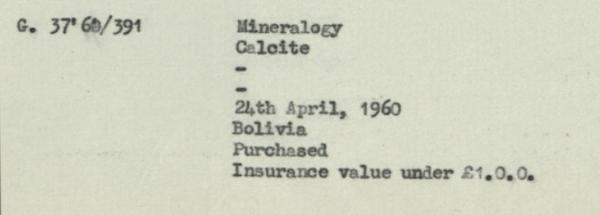 G. 37'60/391
Mineralogy
Calcite
-
-
24th April, 1960
Bolivia
Purchased
Insurance value under £1.0.0.